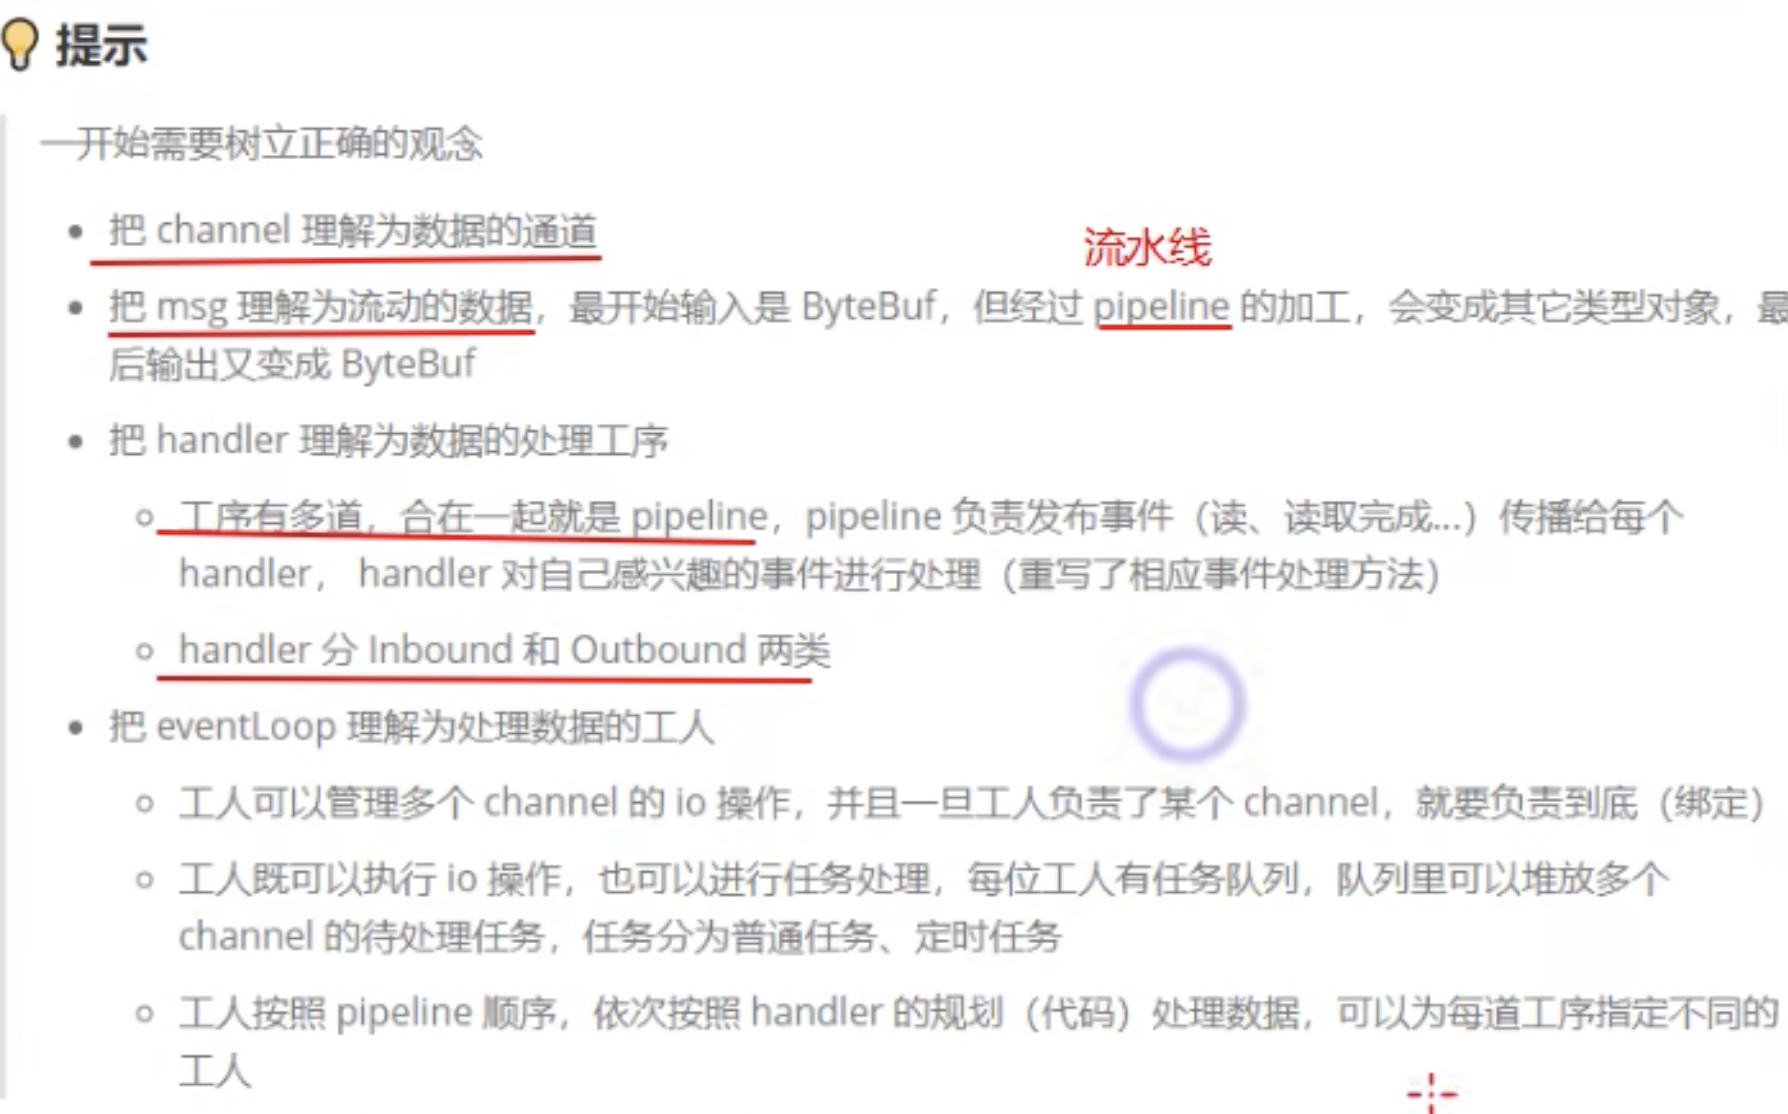 提示
一开始需要树立正确的观念
把 channel 理解为数据的通道
流水线
把 msg 理解为流动的数据，最开始输入是 ByteBuf，但经过 pipeline 的加工，会变成其它类型对象，最
后输出又变成 ByteBuf
把 handler 理解为数据的处理工序
工序有多道，合在一起就是 pipeline，pipeline 负责发布事件（读、读取完成...）传播给每个
handler， handler 对自己感兴趣的事件进行处理（重写了相应事件处理方法）
handler 分 Inbound 和 Outbound 两类
把 eventLoop 理解为处理数据的工人
工人可以管理多个 channel 的 io 操作，并且一旦工人负责了某个 channel，就要负责到底（绑定）
工人既可以执行 io 操作，也可以进行任务处理，每位工人有任务队列，队列里可以堆放多个
channel 的待处理任务，任务分为普通任务、定时任务
工人按照 pipeline 顺序，依次按照 handler 的规划（代码）处理数据，可以为每道工序指定不同的
工人